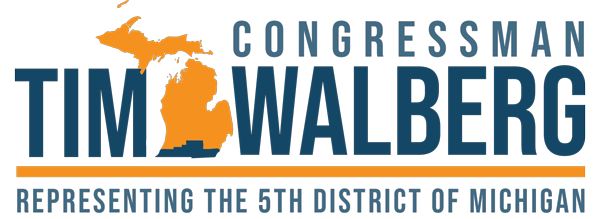 CONGRESSMAN
TIM WALBERG
REPRESENTING THE 5TH DISTRICT OF MICHIGAN